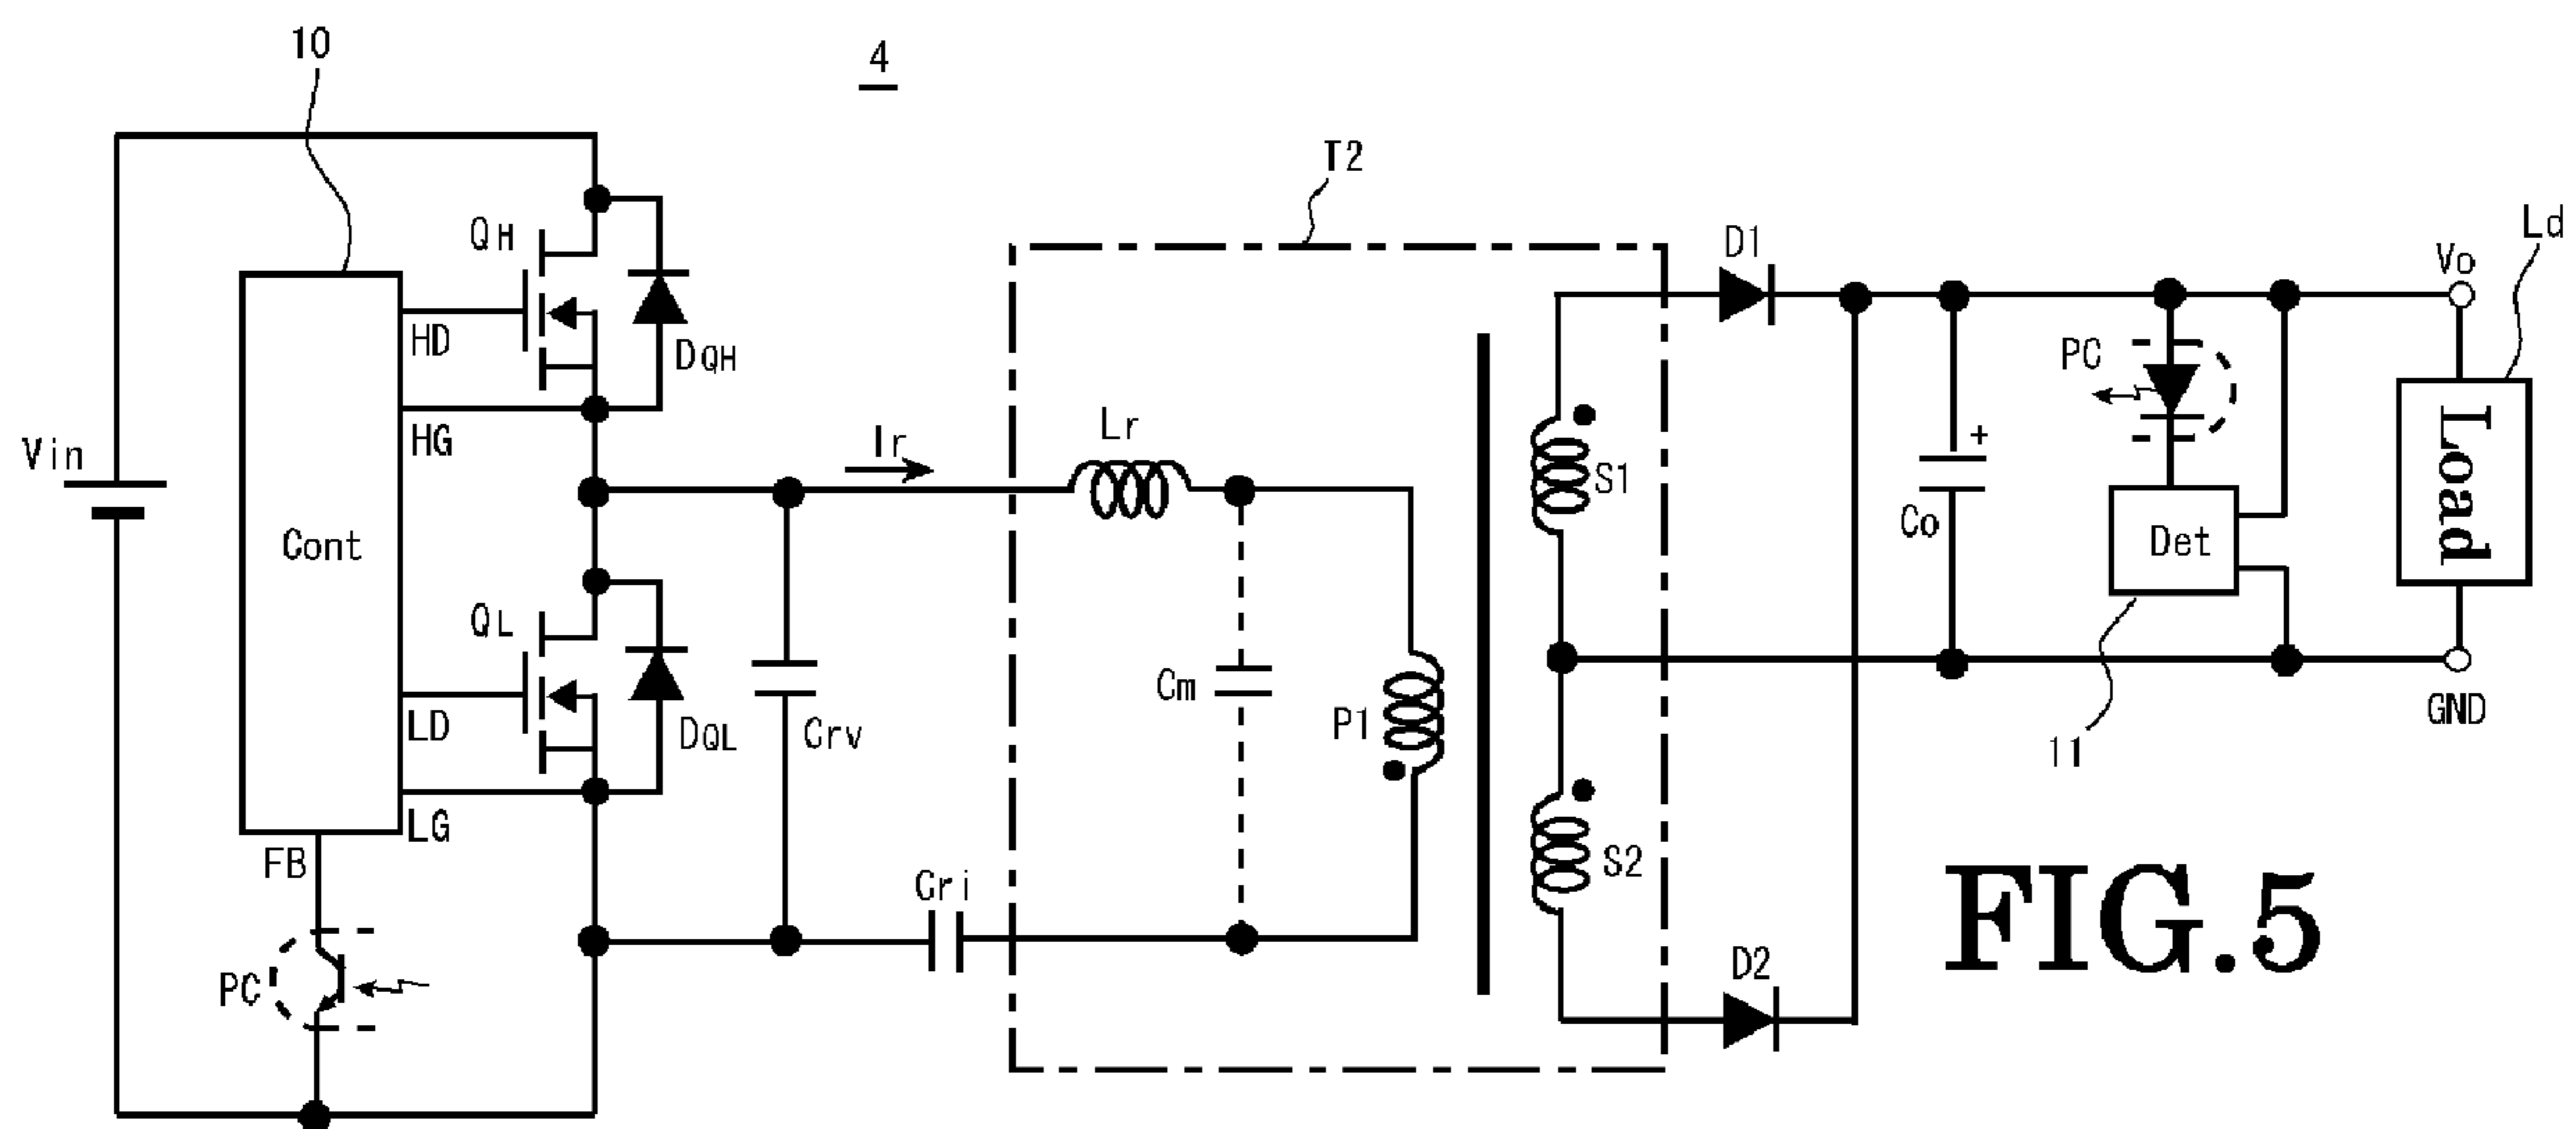 10
4
T2
Ld
QH
D1
Vo
HD
DQH
PC
HG
Ir
Lr
+
Load
Vin
S1
Co
Det
Cont
QL
Cm
P1
GND
LD
DQL
Crv
11
LG
FB
Cri
S2
PC
D2
FIG.5